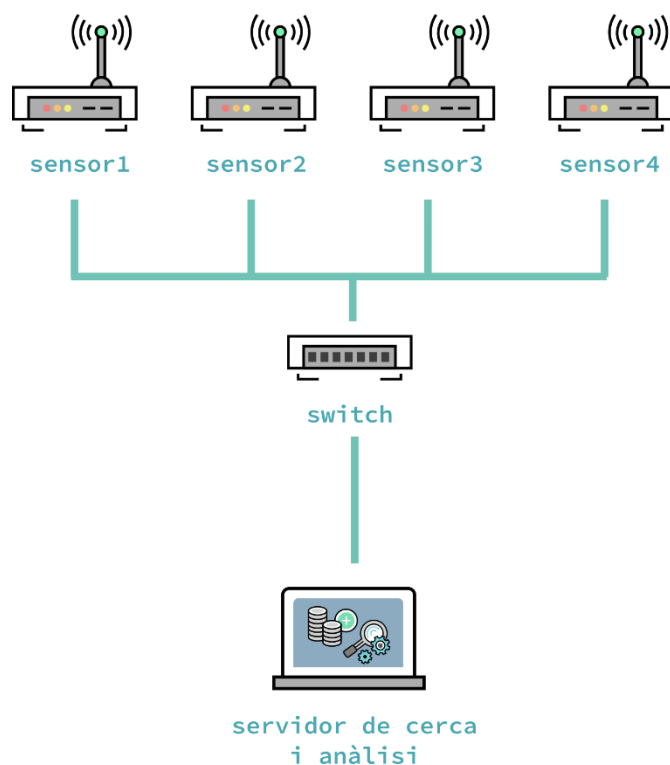 sensor1
sensor2
sensor3
sensor4
switch
servidor de cerca
i anàlisi